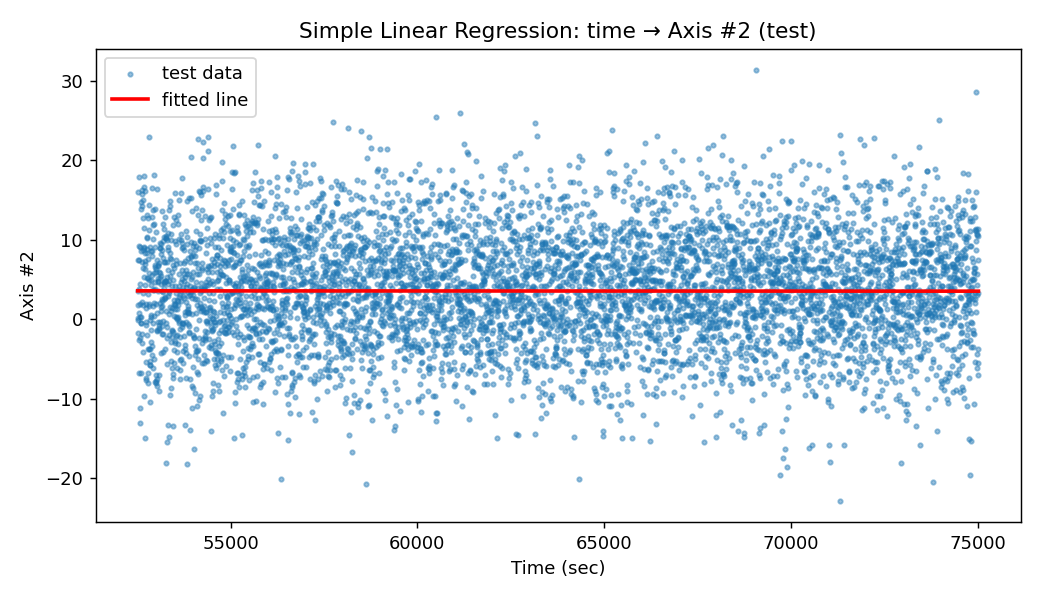 Simple Linear Regression: time → Axis #2 (test)
test data
fitted line
30
20
10
0
−10
−20
Axis #2
55000
60000
65000
70000
75000
Time (sec)